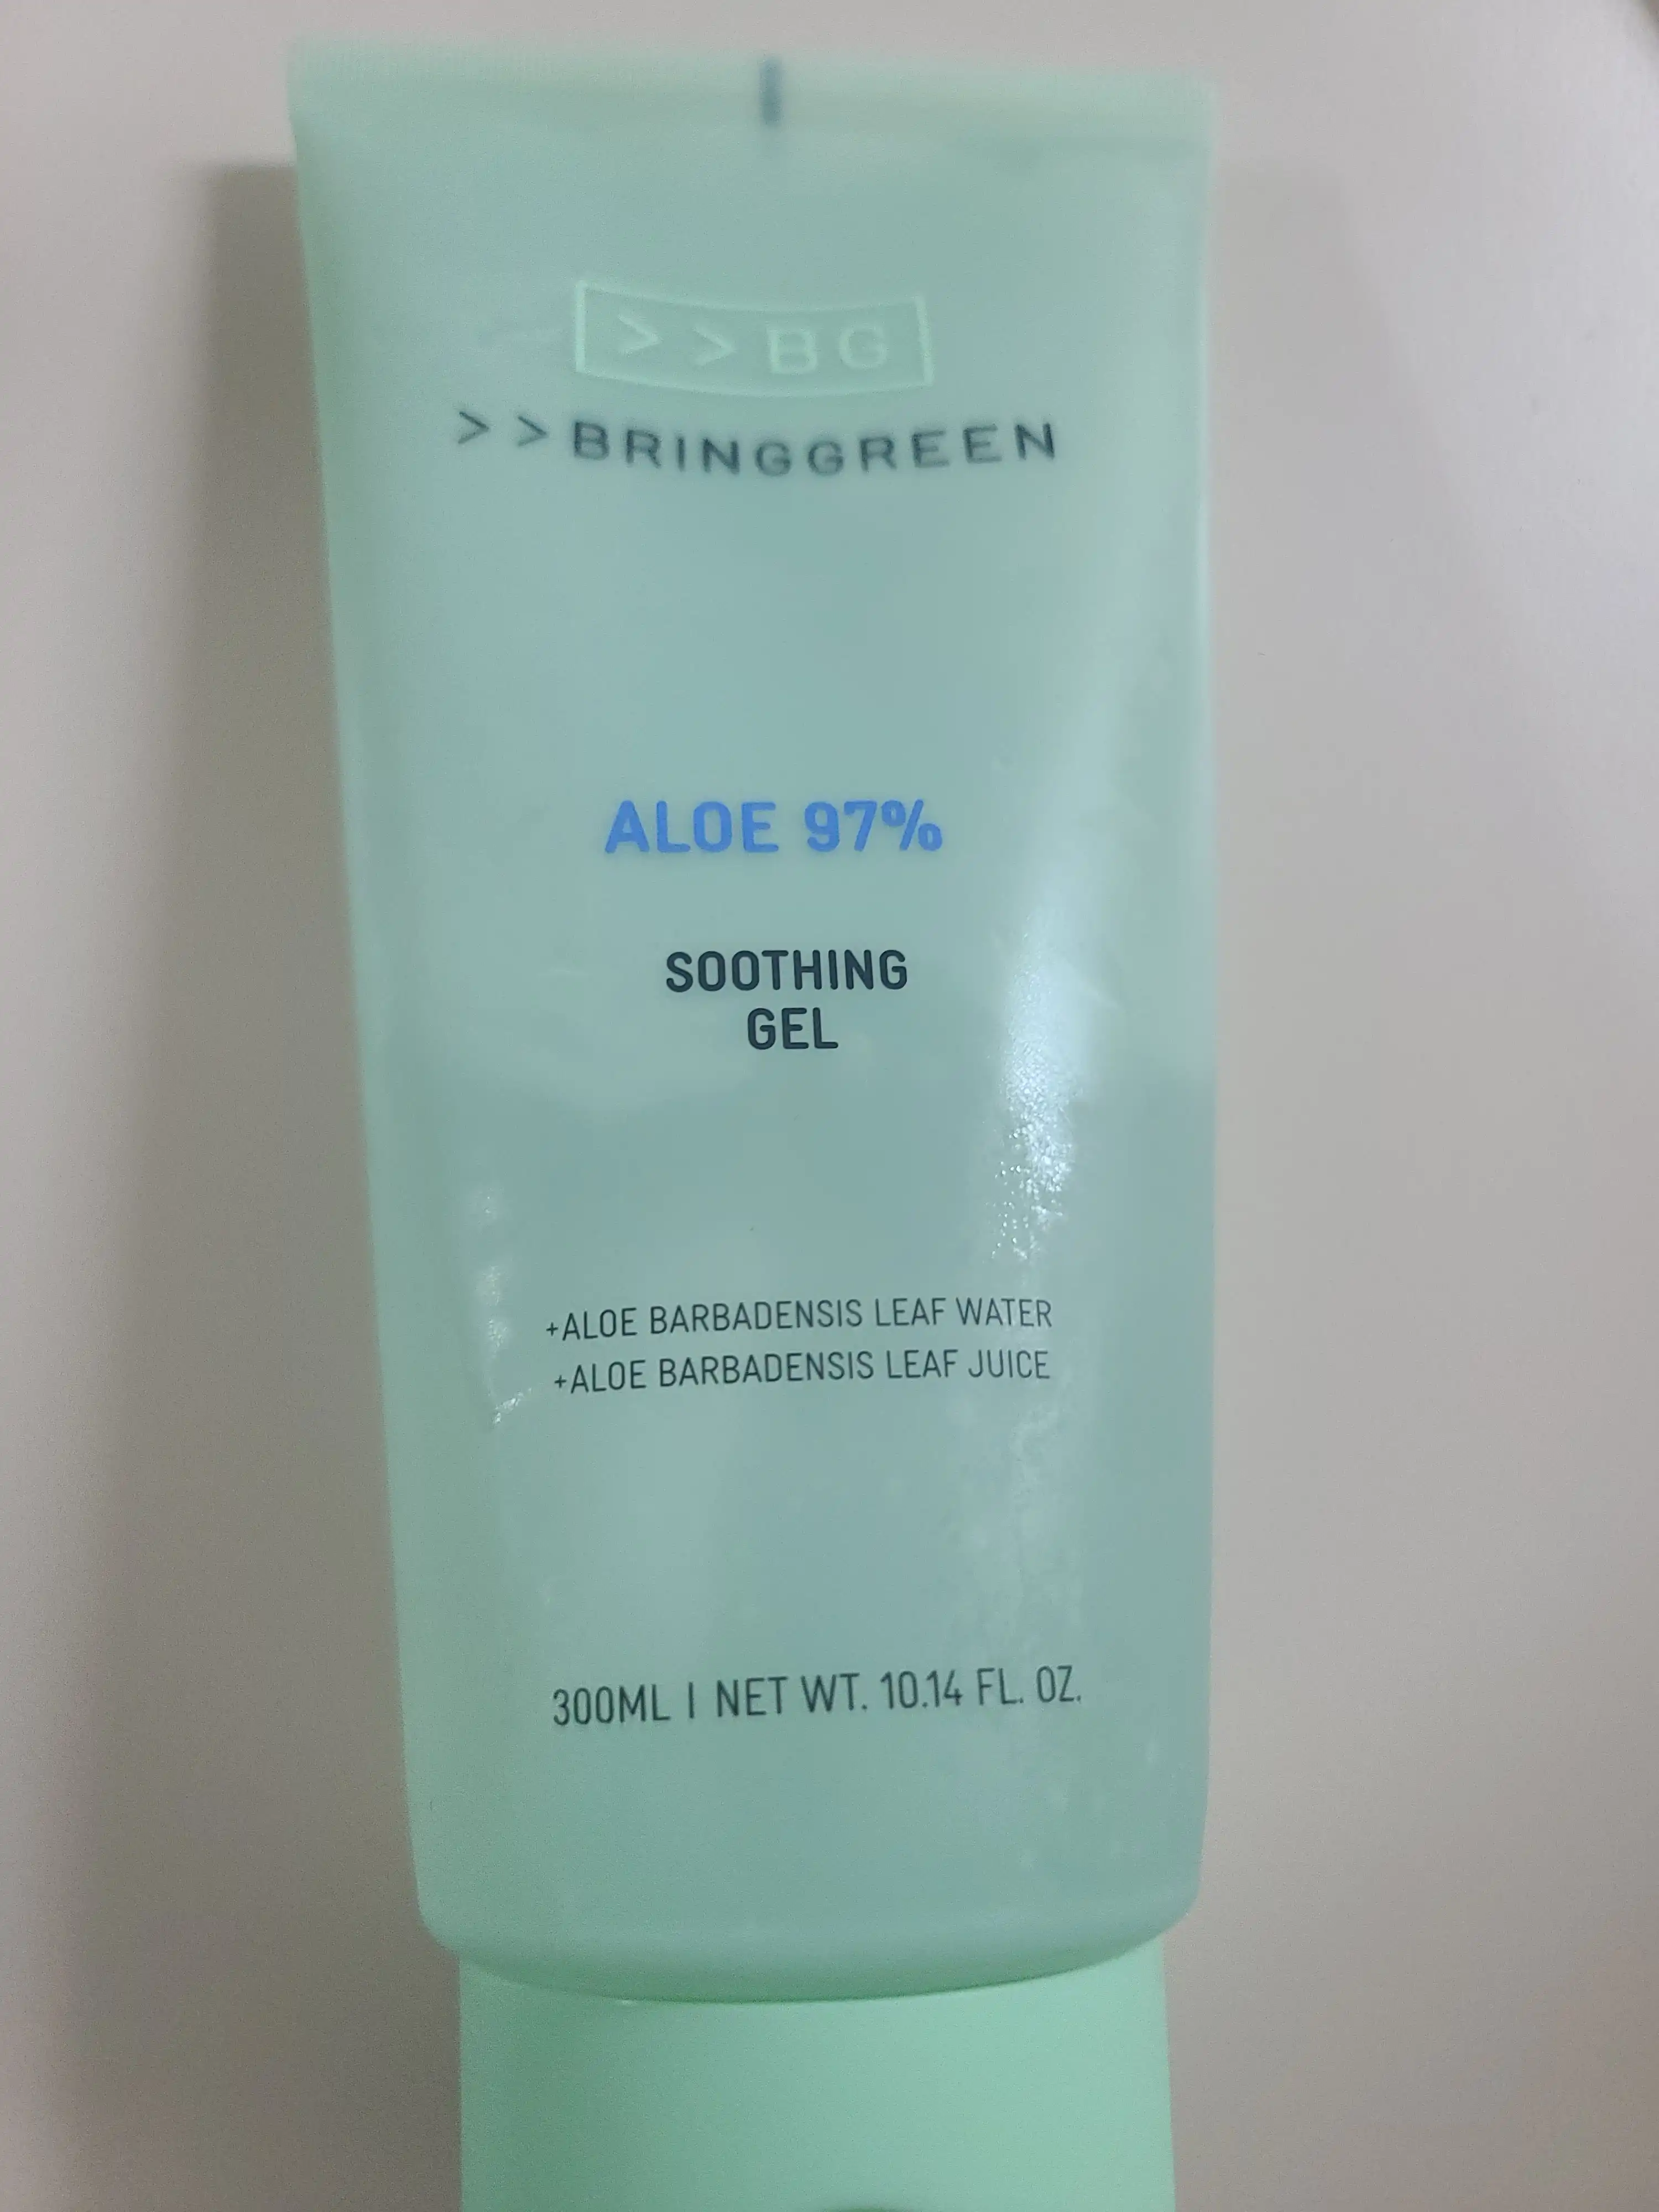 >>BG
>>BRINGGREEN
ALOE 97%
SOOTHING
GEL
+ALOE BARBADENSIS LEAF WATER
+ALOE BARBADENSIS LEAF JUICE
300ML | NET WT. 10.14 FL. OZ.